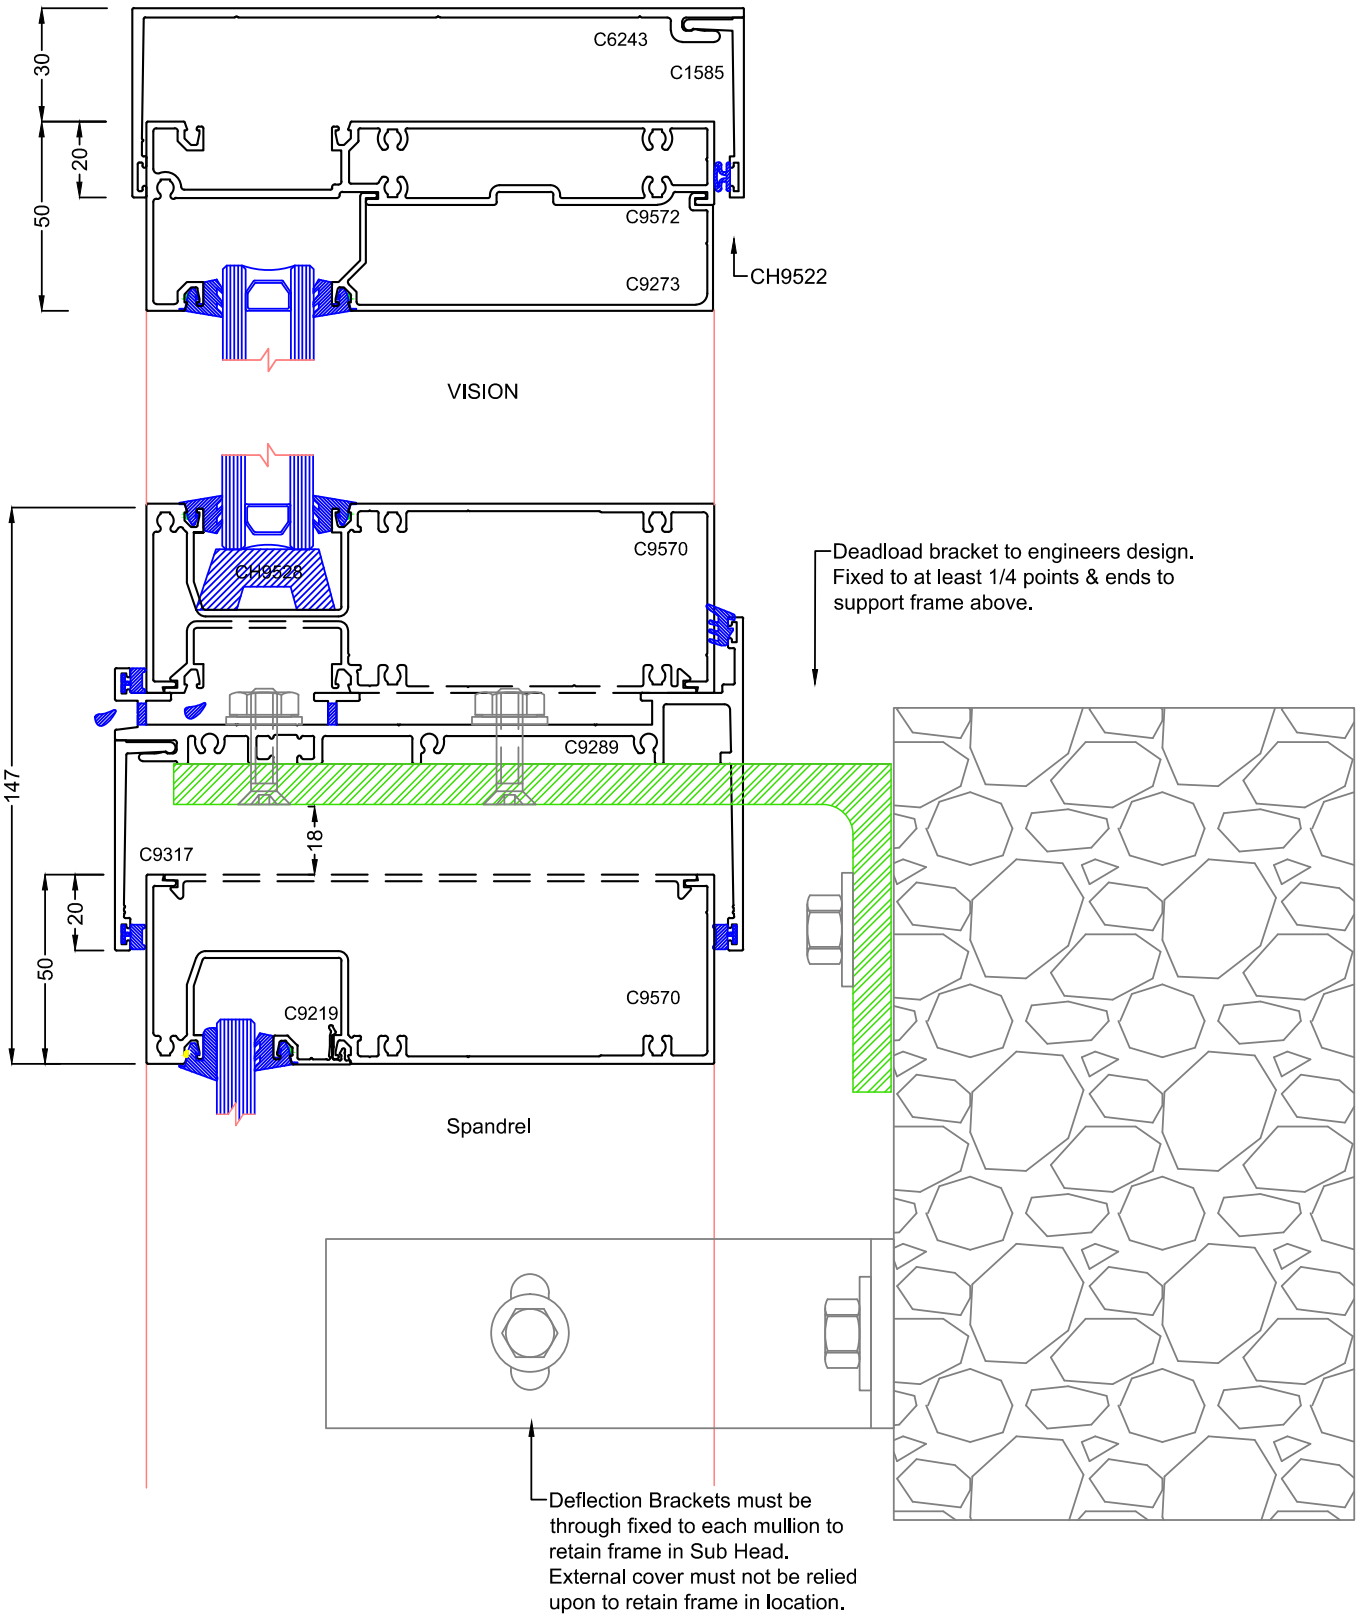 C6243
C1585
30
20
50
C9572
C9273
CH9522
VISION
C9570
CH9528
Deadload bracket to engineers design.
Fixed to at least 1/4 points & ends to
support frame above.
C9289
147
18
C9317
20
50
C9570
C9219
Spandrel
Deflection Brackets must be
through fixed to each mullion to
retain frame in Sub Head.
External cover must not be relied
upon to retain frame in location.